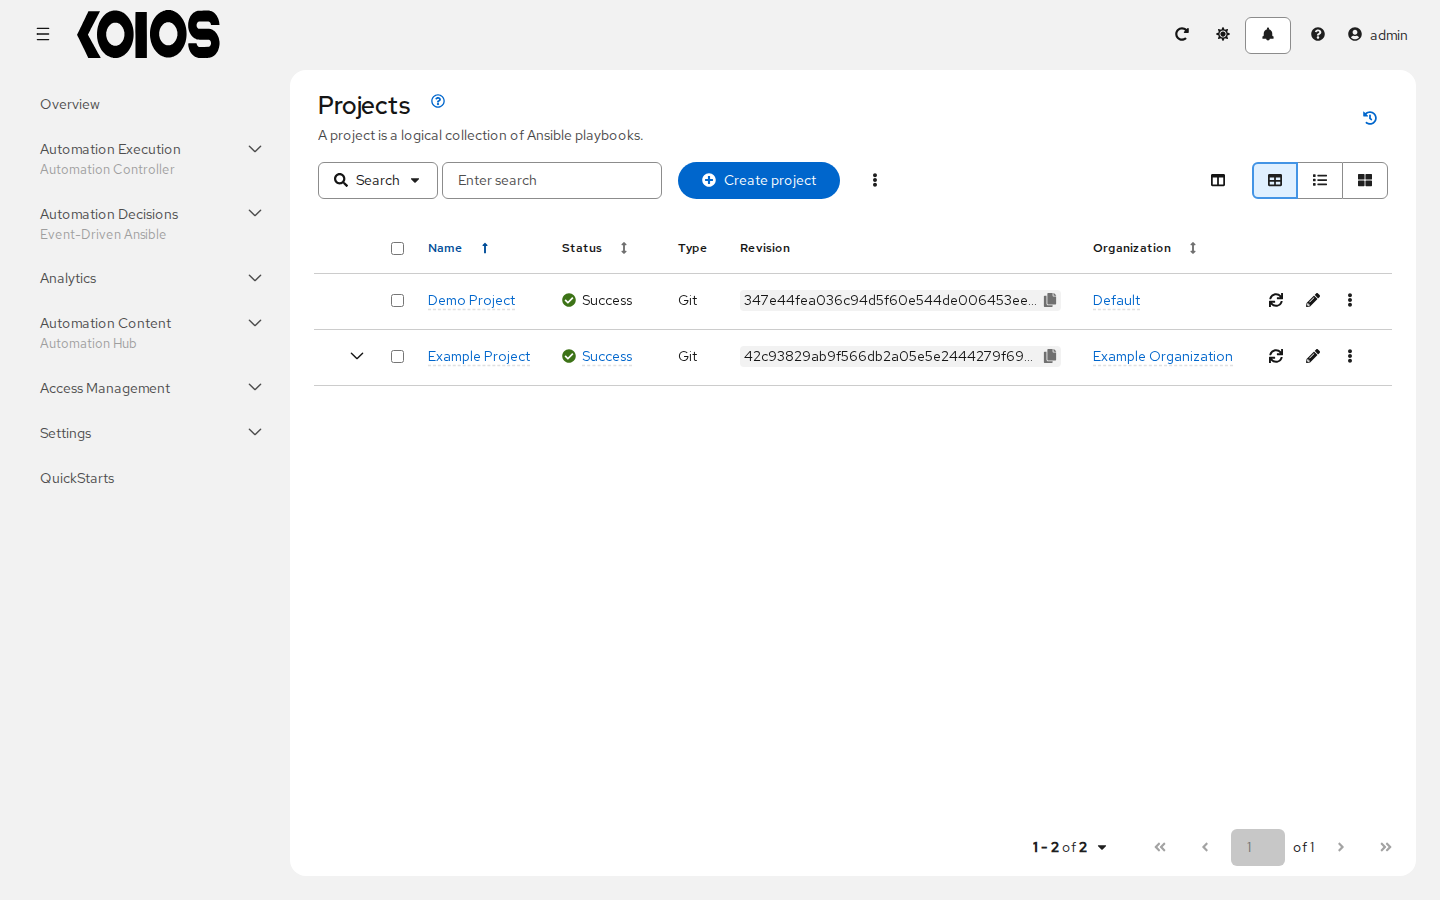 KOIOS
admin
Overview
Automation Execution
Automation Controller
Automation Decisions
Event-Driven Ansible
Analytics
Automation Content
Automation Hub
Access Management
Settings
QuickStarts
Projects
A project is a logical collection of Ansible playbooks.
Search Enter search Create project
Name Status Type Revision Organization
Demo Project Success Git 347e44fea036c94d5f60e544de006453ee... Default
Example Project Success Git 42c93829ab9f566db2a05e5e2444279f69... Example Organization
1 - 2 of 2 1 of 1